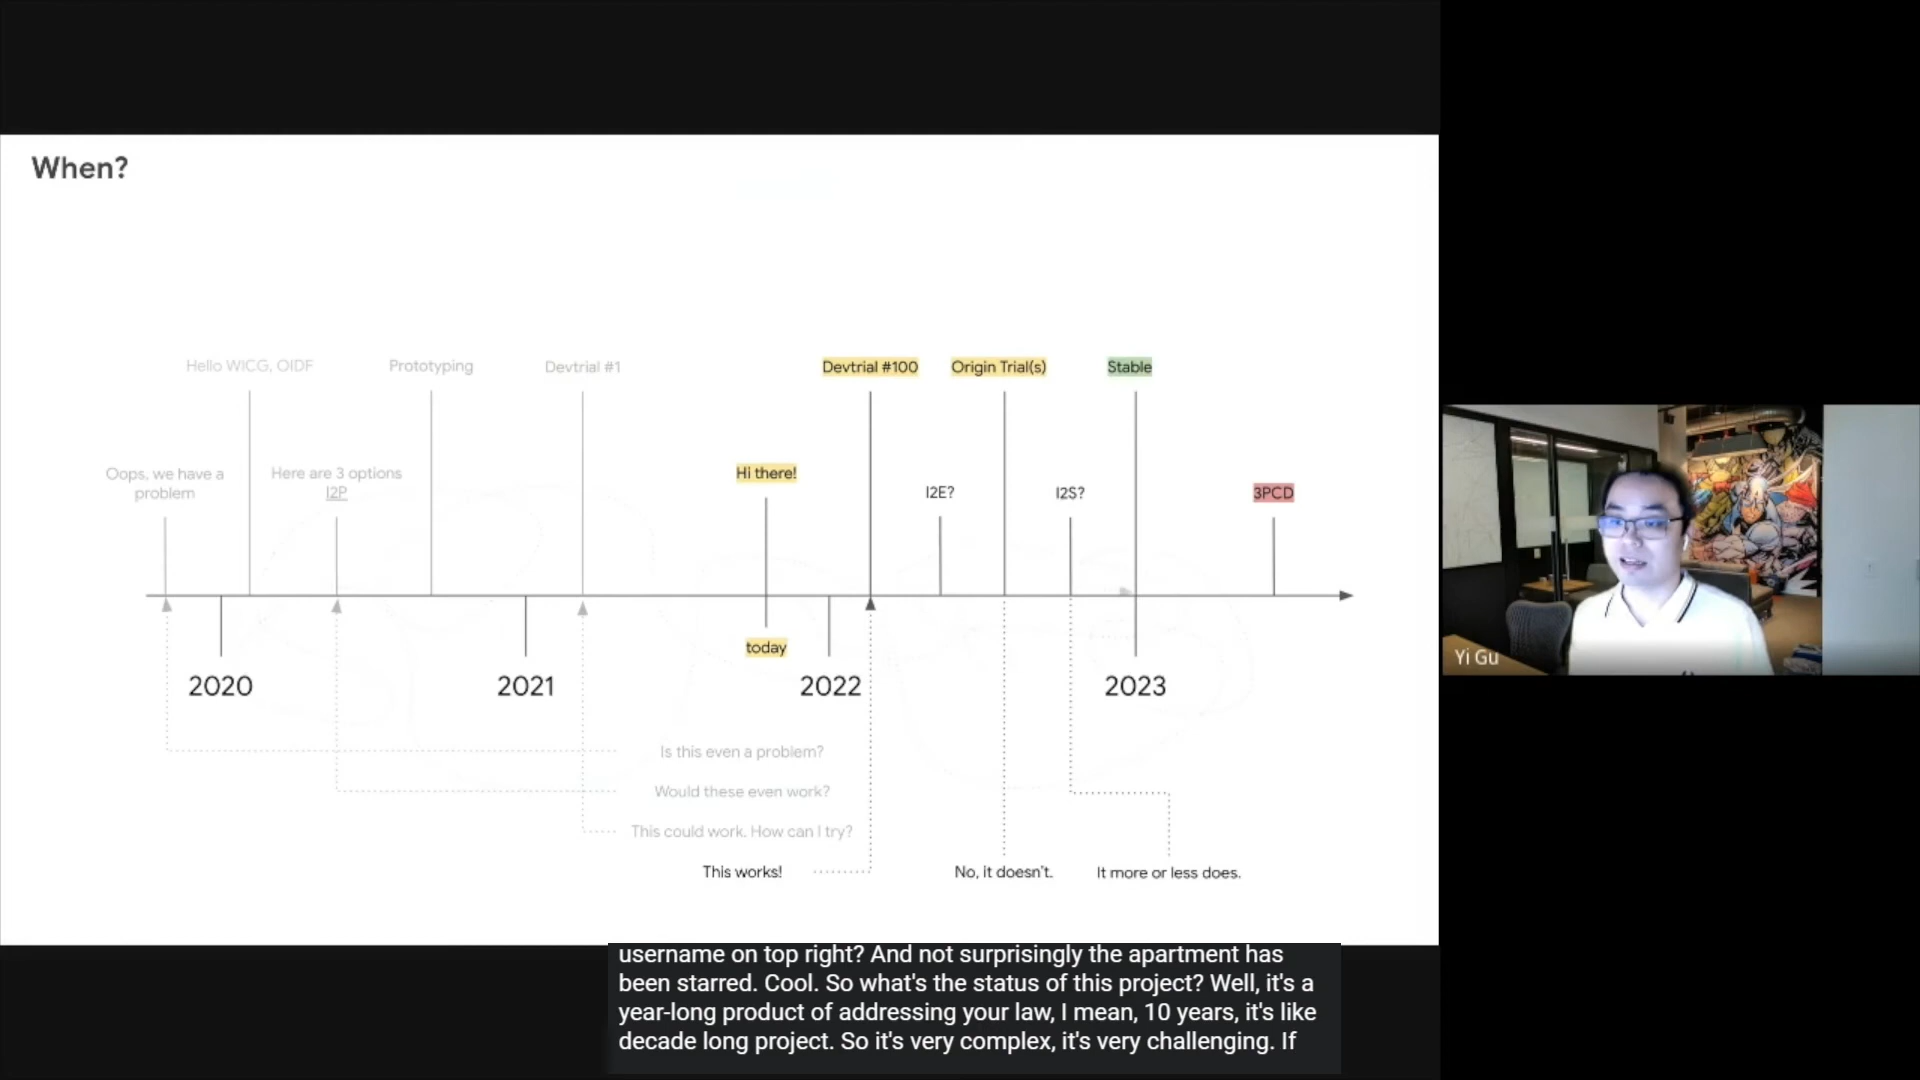 When?
Hello WICG, OIDF
Prototyping
Devtrial #1
Devtrial #100
Origin Trial(s)
Stable
Oops, we have a
problem
Here are 3 options
I2P
Hi there!
I2E?
I2S?
3PCD
today
2020
2021
2022
2023
Is this even a problem?
Would these even work?
This could work. How can I try?
This works!
No, it doesn't.
It more or less does.
Yi Gu
username on top right? And not surprisingly the apartment has
been starred. Cool. So what's the status of this project? Well, it's a
year-long product of addressing your law, I mean, 10 years, it's like
decade long project. So it's very complex, it's very challenging. If